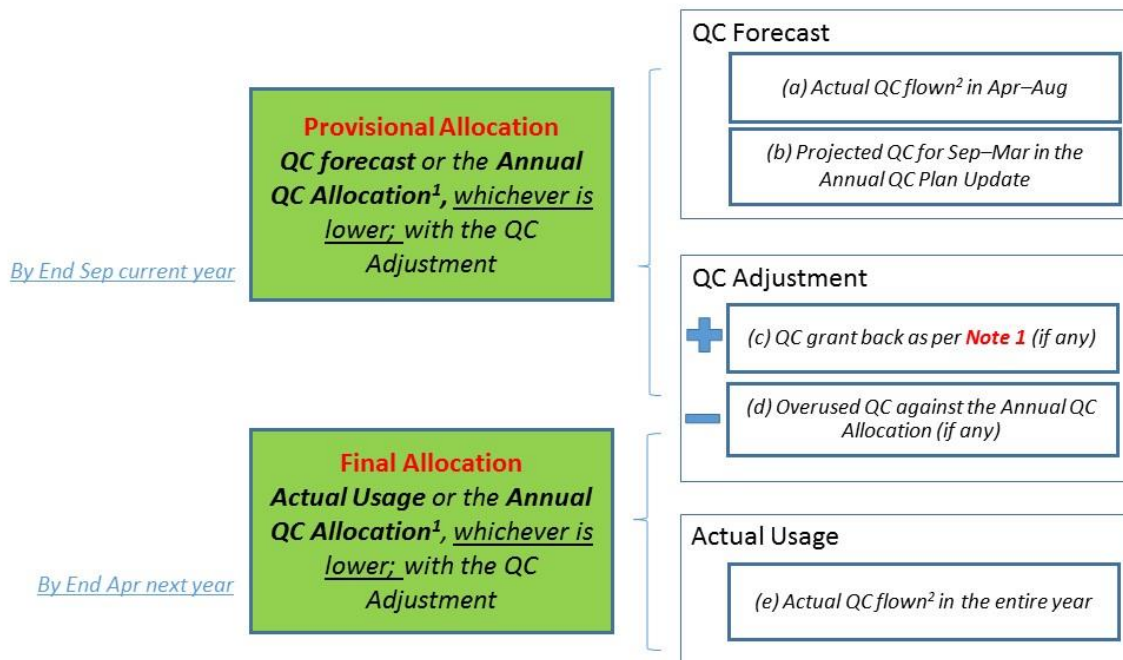 QC Forecast
(a) Actual QC flown² in Apr–Aug
(b) Projected QC for Sep–Mar in the
Annual QC Plan Update
Provisional Allocation
QC forecast or the Annual
QC Allocation¹, whichever is
lower; with the QC
Adjustment
By End Sep current year
QC Adjustment
(c) QC grant back as per Note 1 (if any)
(d) Overused QC against the Annual QC
Allocation (if any)
Final Allocation
Actual Usage or the Annual
QC Allocation¹, whichever is
lower; with the QC
Adjustment
By End Apr next year
Actual Usage
(e) Actual QC flown² in the entire year